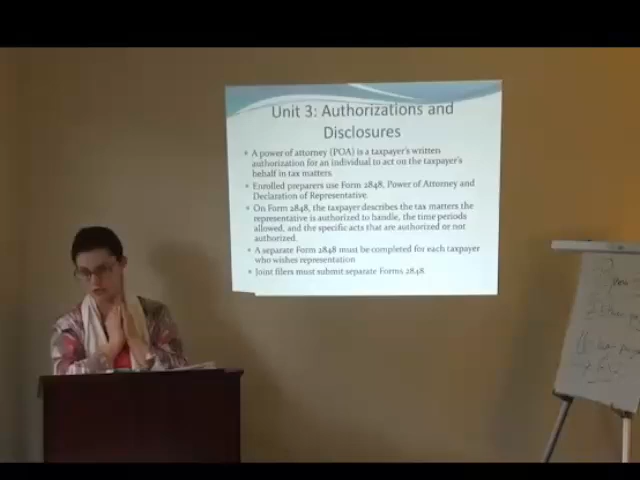 Unit 3: Authorizations and
Disclosures
• A power of attorney (POA) is a taxpayer's written
authorization for an individual to act on the taxpayer's
behalf in tax matters.
• Enrolled preparers use Form 2848, Power of Attorney and
Declaration of Representative.
• On Form 2848, the taxpayer describes the tax matters the
representative is authorized to handle, the time periods
allowed, and the specific acts that are authorized or not
authorized.
• A separate Form 2848 must be completed for each taxpayer
who wishes representation
• Joint filers must submit separate Forms 2848.